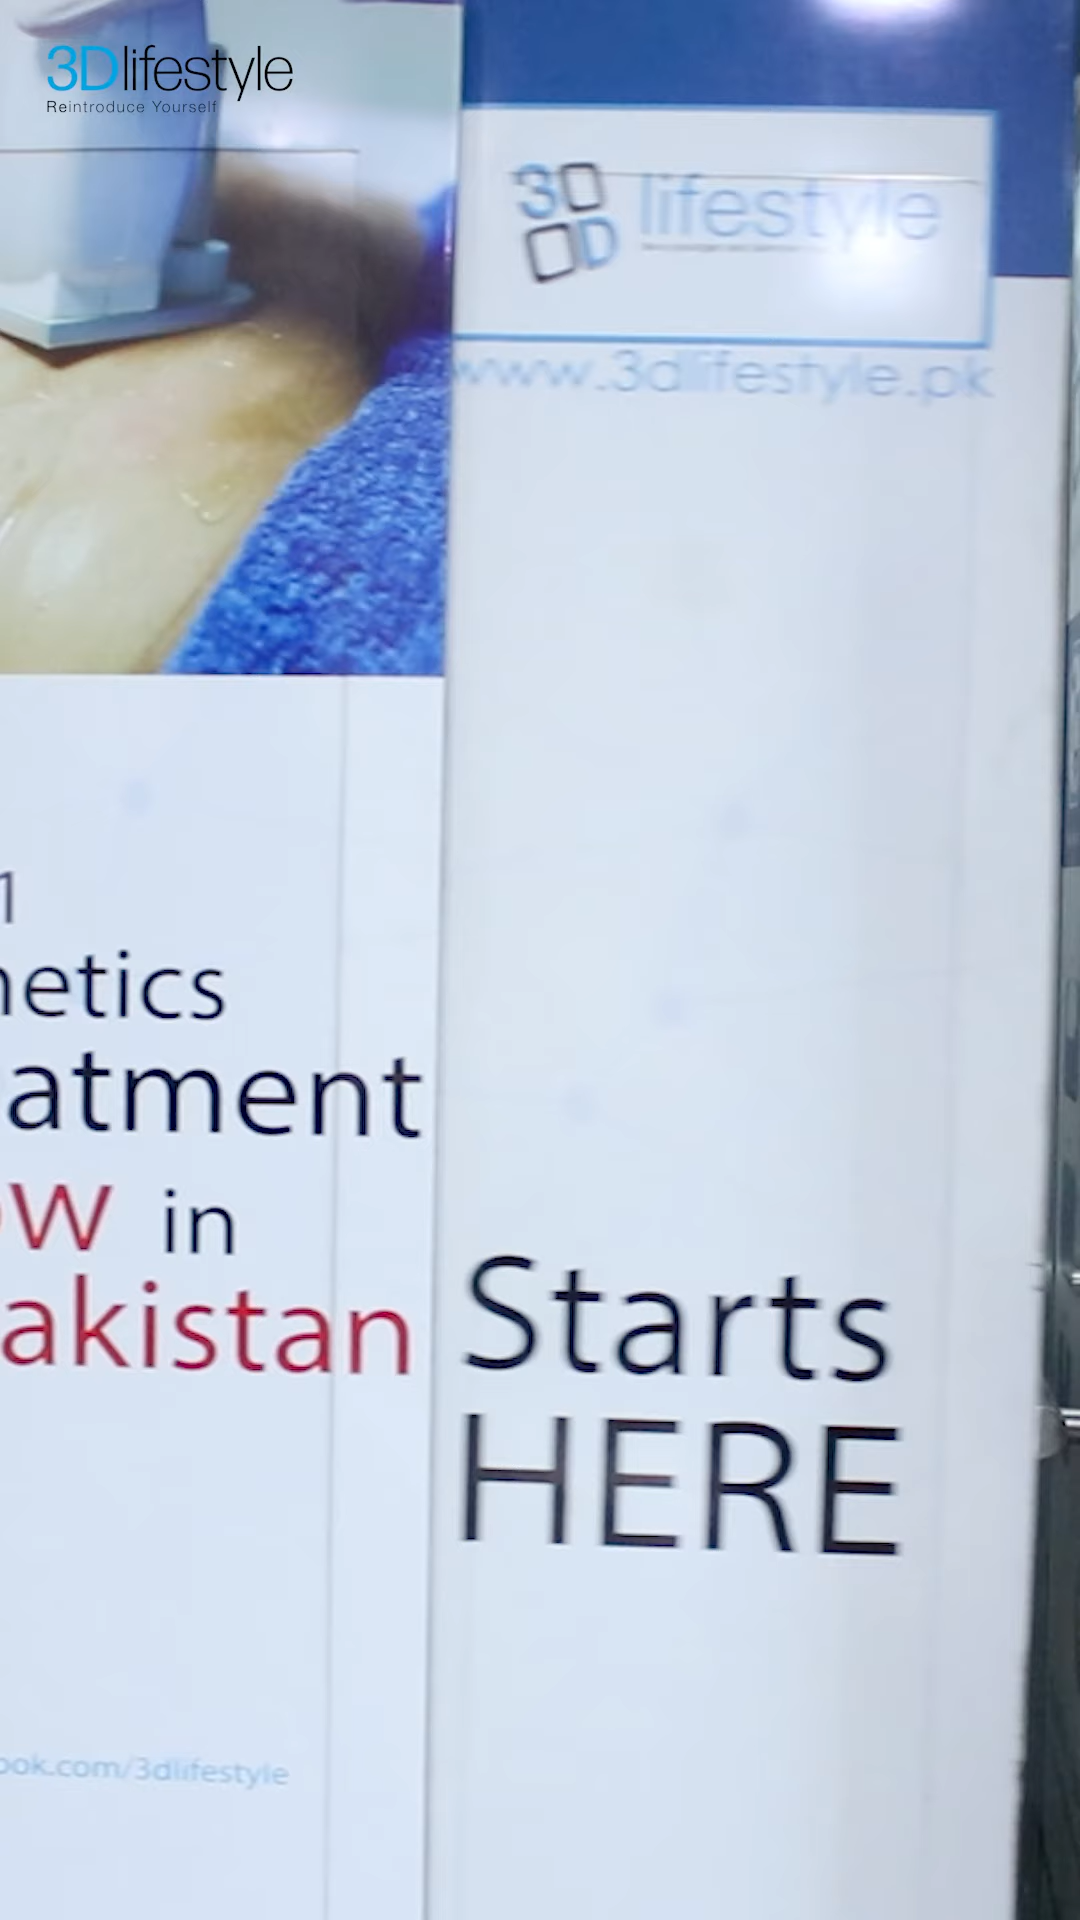 3Dlifestyle
Reintroduce Yourself
3D lifestyle
www.3dlifestyle.pk
1
netics
atment
ow in
akistan
Starts
HERE
ook.com/3dlifestyle